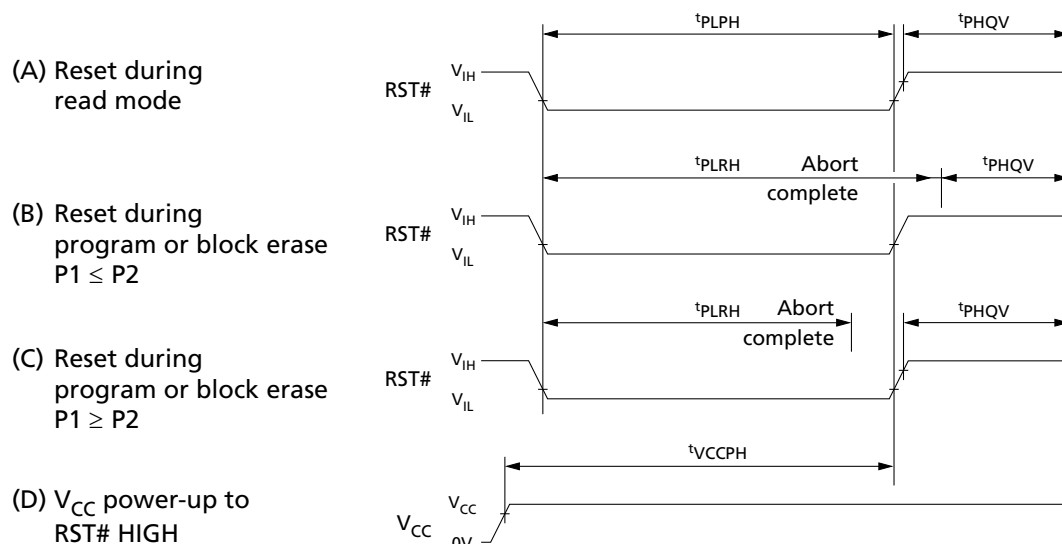 tPLPH tPHQV
(A) Reset during
read mode
RST# VIH
VIL
tPLRH Abort complete tPHQV
(B) Reset during
program or block erase
P1 ≤ P2
RST# VIH
VIL
tPLRH Abort complete tPHQV
(C) Reset during
program or block erase
P1 ≥ P2
RST# VIH
VIL
tVCCPH
(D) VCC power-up to
RST# HIGH
VCC VCC
0V